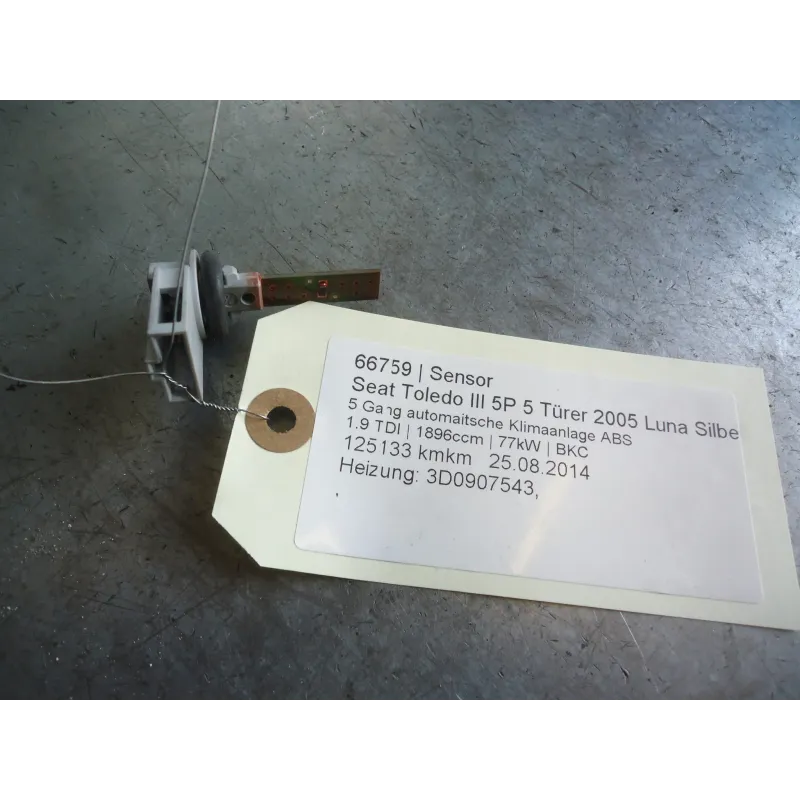 66759 | Sensor
Seat Toledo III 5P 5 Türer 2005 Luna Silbe
5 Gang automaitsche Klimaanlage ABS
1.9 TDI | 1896ccm | 77kW | BKC
125133 kmkm 25.08.2014
Heizung: 3D0907543,